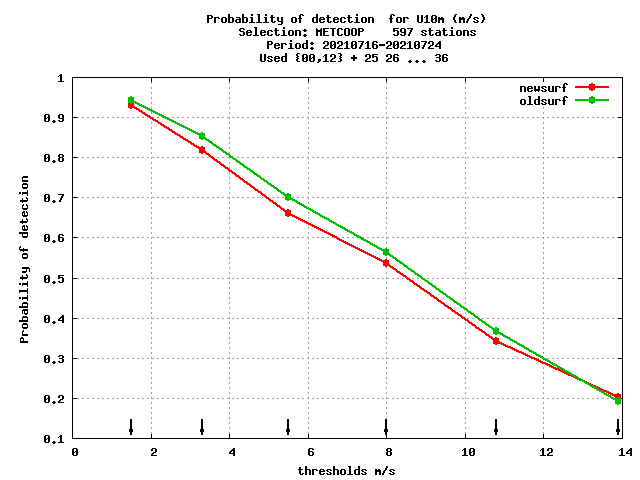 Probability of detection  for U10m (m/s)
Selection: METCOOP    597 stations
Period: 20210716-20210724
Used {00,12} + 25 26 ... 36
newsurf
oldsurf
Probability of detection
1
0.9
0.8
0.7
0.6
0.5
0.4
0.3
0.2
0.1
0 2 4 6 8 10 12 14
thresholds m/s